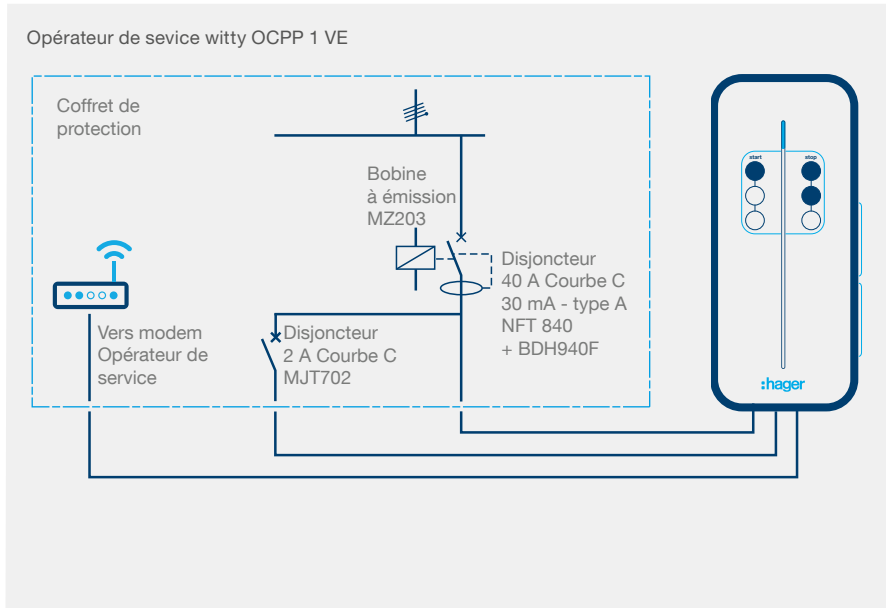 Opérateur de sevice witty OCPP 1 VE
Coffret de
protection
Bobine
à émission
MZ203
Disjoncteur
40 A Courbe C
30 mA - type A
NFT 840
+ BDH940F
Vers modem
Opérateur de
service
Disjoncteur
2 A Courbe C
MJT702
start
stop
:hager